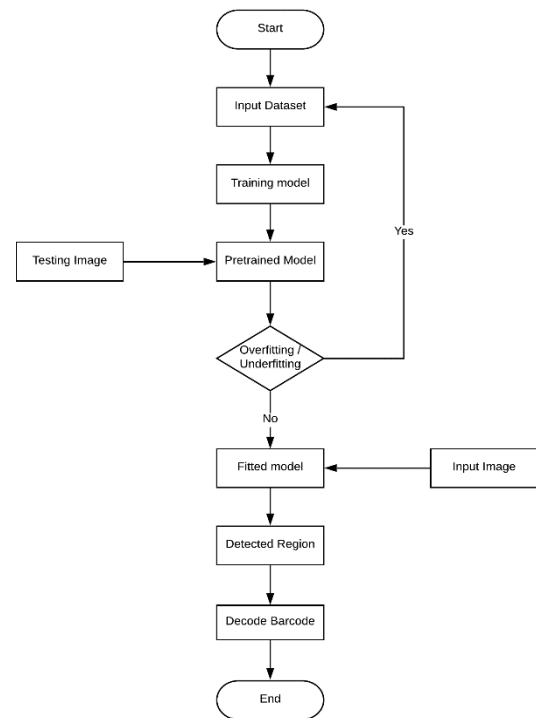 Start
Input Dataset
Training model
Yes
Testing Image
Pretrained Model
Overfitting /
Underfitting
No
Fitted model
Input Image
Detected Region
Decode Barcode
End